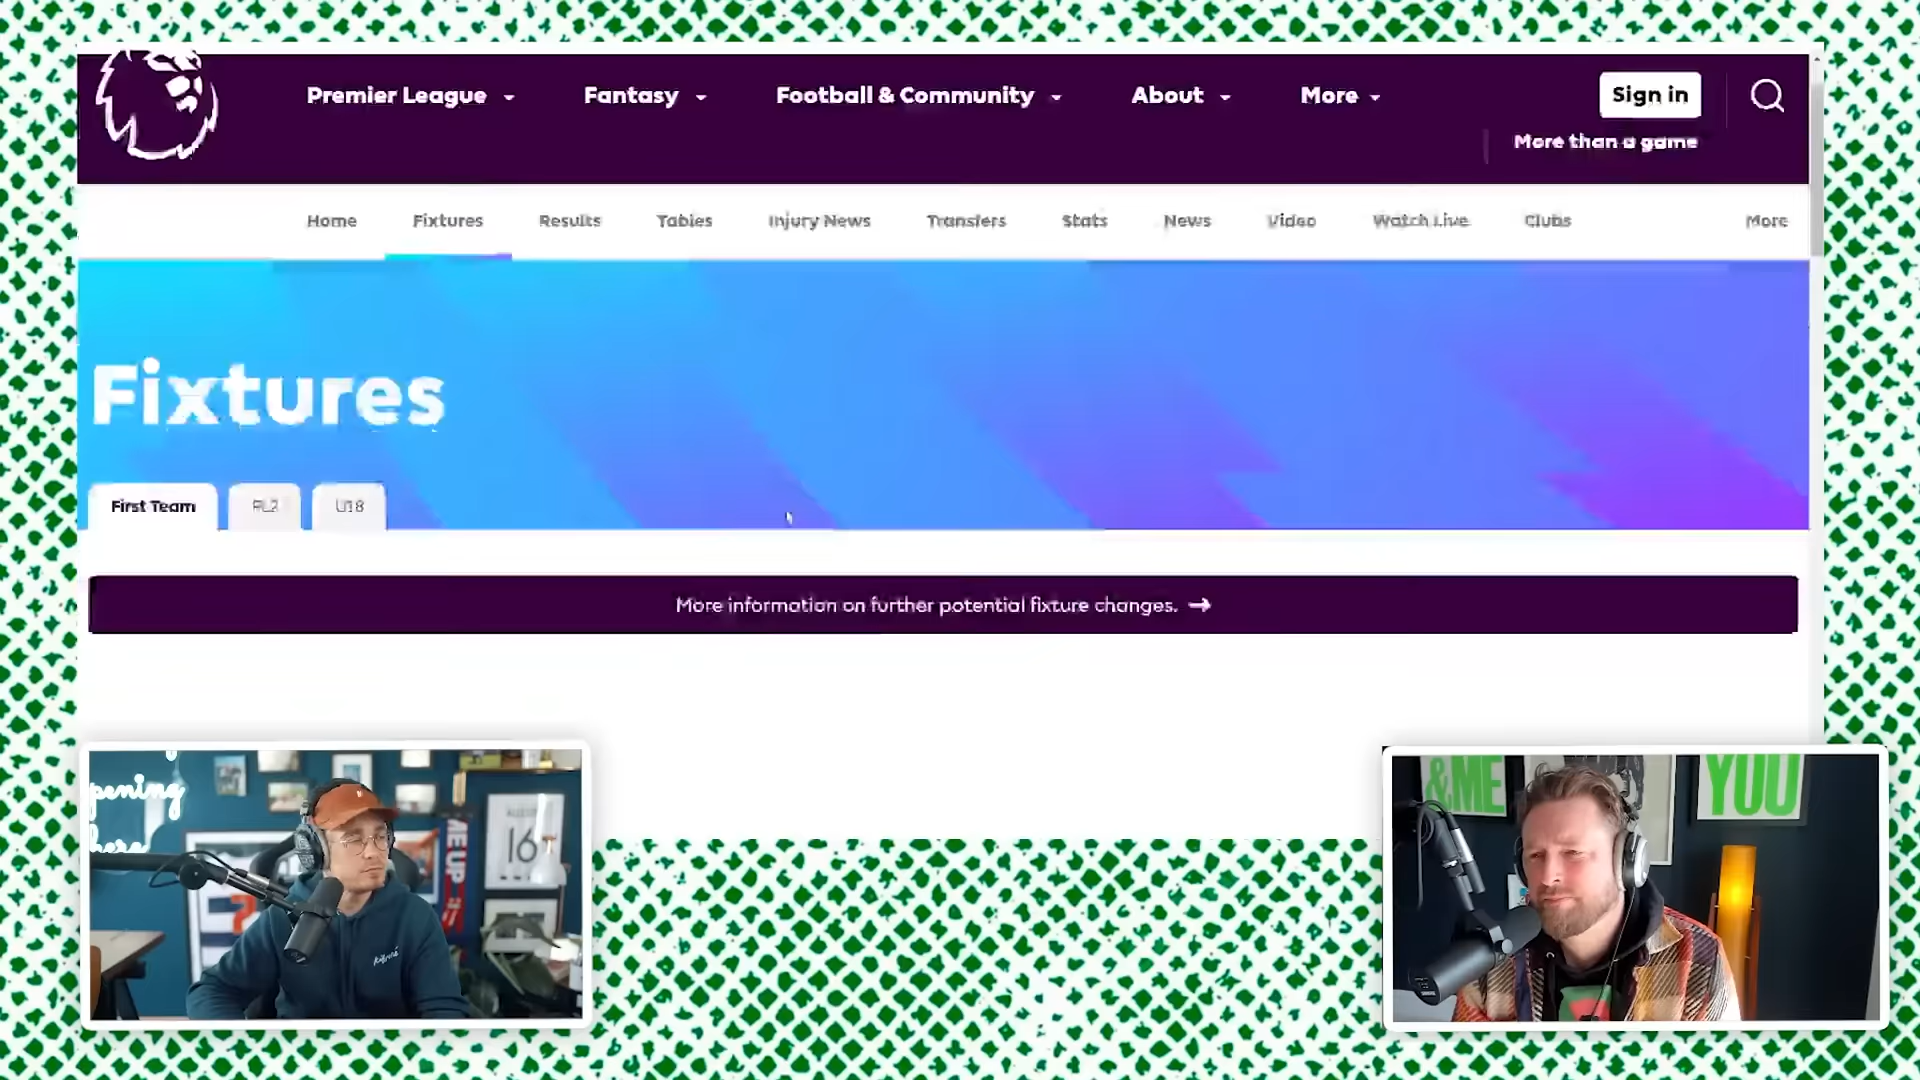 Premier League
Fantasy
Football & Community
About
More
Sign in
More than a game
Home
Fixtures
Results
Tables
Injury News
Transfers
Stats
News
Video
Watch Live
Clubs
More
Fixtures
First Team
PL2
U18
More information on further potential fixture changes. →
pening
here
16
&ME
YOU